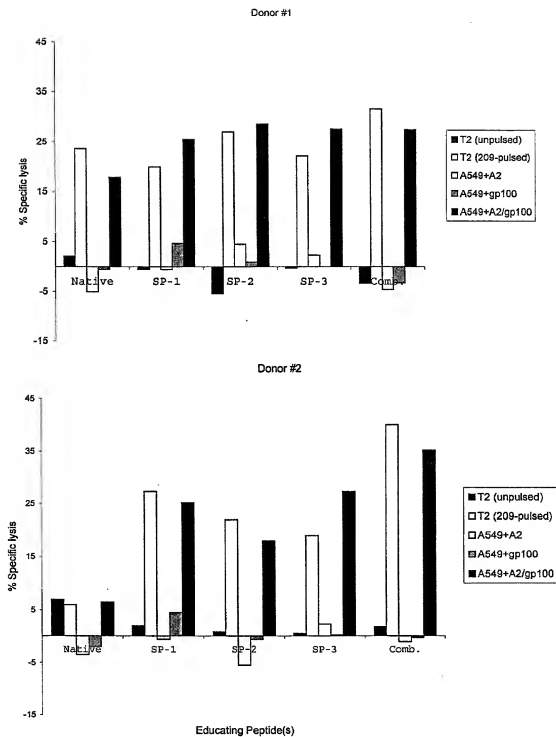 Donor #1
45
35
25
15
5
-5
-15
% Specific lysis
Native SP-1 SP-2 SP-3 Comb.
T2 (unpulsed)
T2 (209-pulsed)
A549+A2
A549+gp100
A549+A2/gp100
Donor #2
45
35
25
15
5
-5
-15
% Specific lysis
Native SP-1 SP-2 SP-3 Comb.
T2 (unpulsed)
T2 (209-pulsed)
A549+A2
A549+gp100
A549+A2/gp100
Educating Peptide(s)